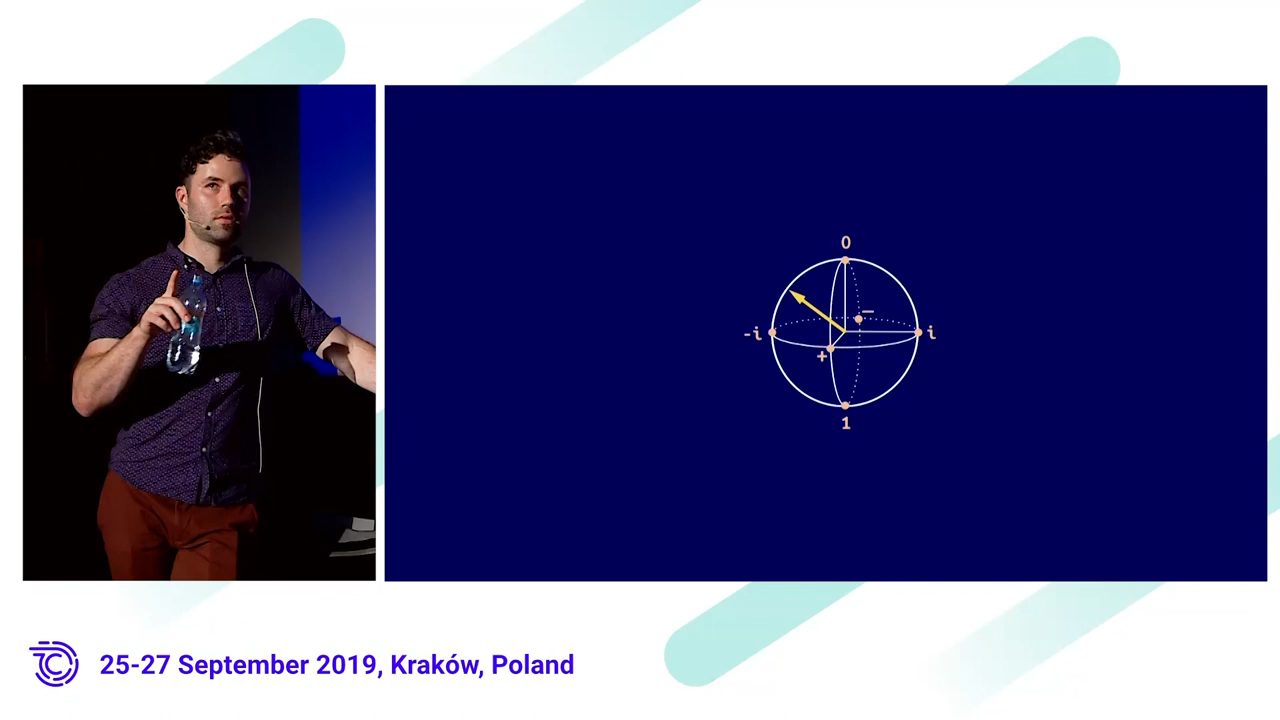 0
-i
i
+
−
1
25-27 September 2019, Kraków, Poland